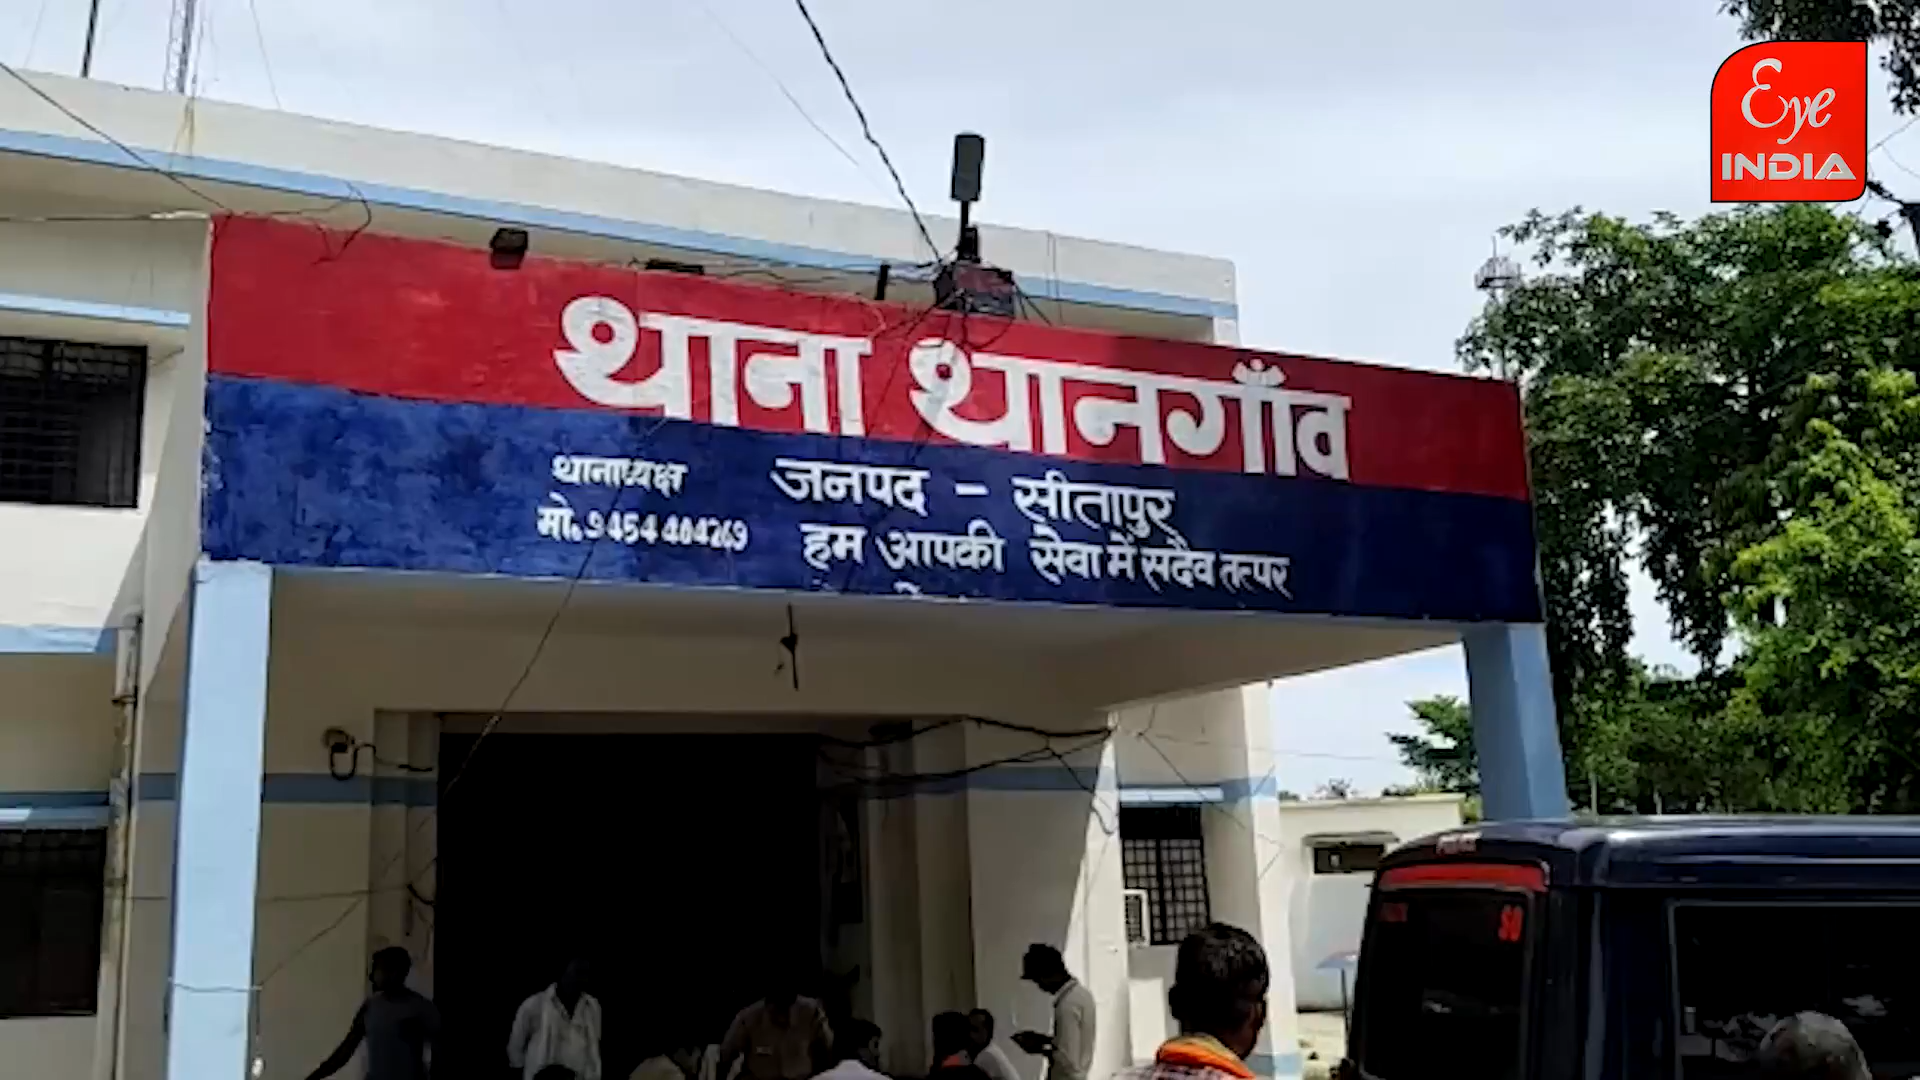 Eye
INDIA
थाना थानगाँव
थानाध्यक्ष
मो. 9454404269
जनपद - सीतापुर
हम आपकी सेवा में सदैव तत्पर